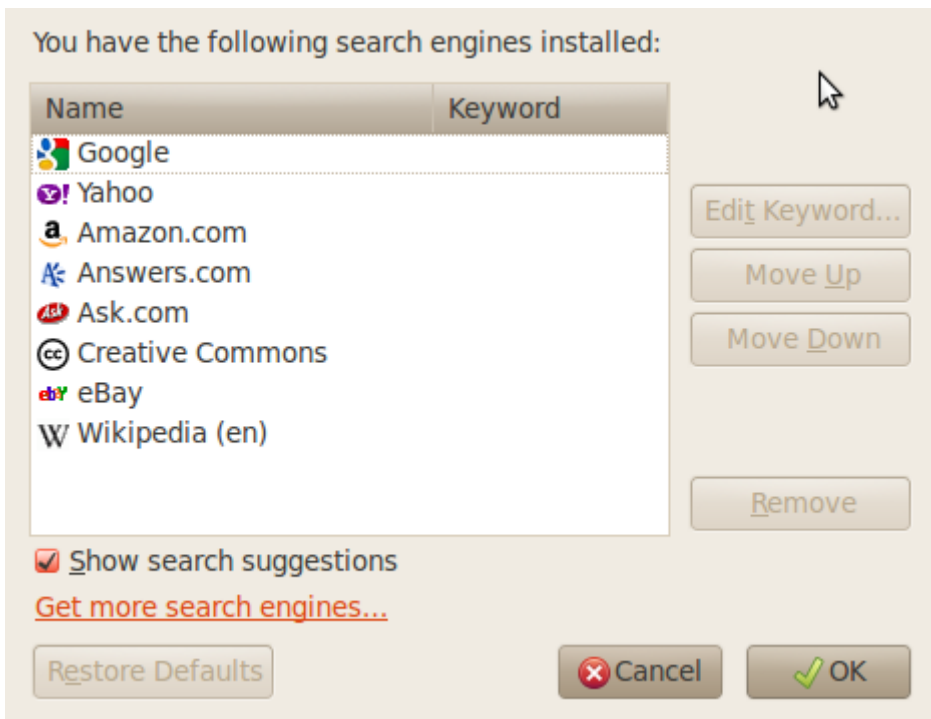 You have the following search engines installed:
Name Keyword
Google
Yahoo
Amazon.com
Answers.com
Ask.com
Creative Commons
eBay
Wikipedia (en)
Edit Keyword...
Move Up
Move Down
Remove
Show search suggestions
Get more search engines...
Restore Defaults Cancel OK